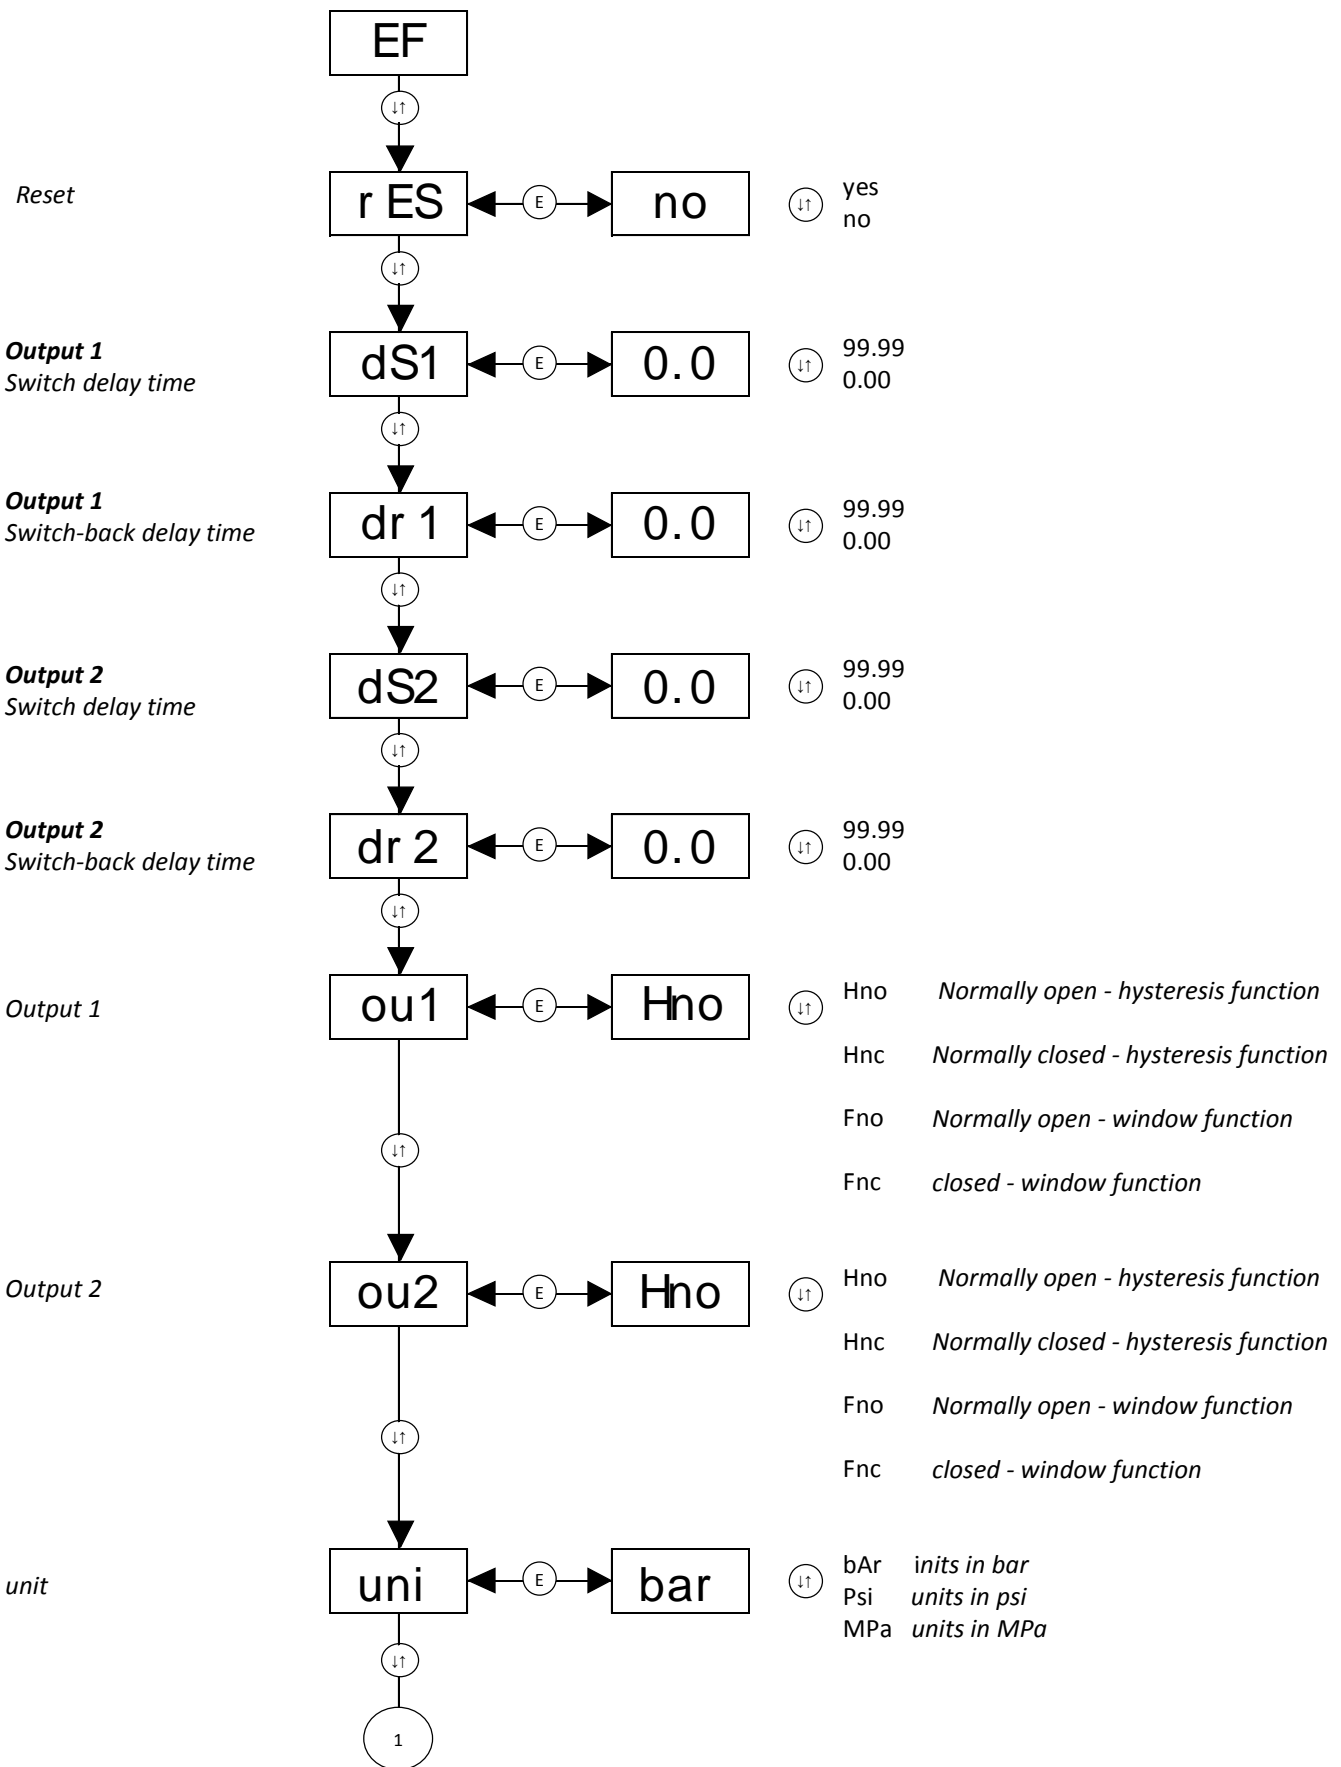 EF
↓↑
Reset
r ES
E
no
↓↑
yes
no
↓↑
Output 1
Switch delay time
dS1
E
0.0
↓↑
99.99
0.00
↓↑
Output 1
Switch-back delay time
dr 1
E
0.0
↓↑
99.99
0.00
↓↑
Output 2
Switch delay time
dS2
E
0.0
↓↑
99.99
0.00
↓↑
Output 2
Switch-back delay time
dr 2
E
0.0
↓↑
99.99
0.00
↓↑
Output 1
ou1
E
Hno
↓↑
Hno Normally open - hysteresis function
Hnc Normally closed - hysteresis function
Fno Normally open - window function
Fnc closed - window function
↓↑
Output 2
ou2
E
Hno
↓↑
Hno Normally open - hysteresis function
Hnc Normally closed - hysteresis function
Fno Normally open - window function
Fnc closed - window function
↓↑
unit
uni
E
bar
↓↑
bAr inits in bar
Psi units in psi
MPa units in MPa
↓↑
1